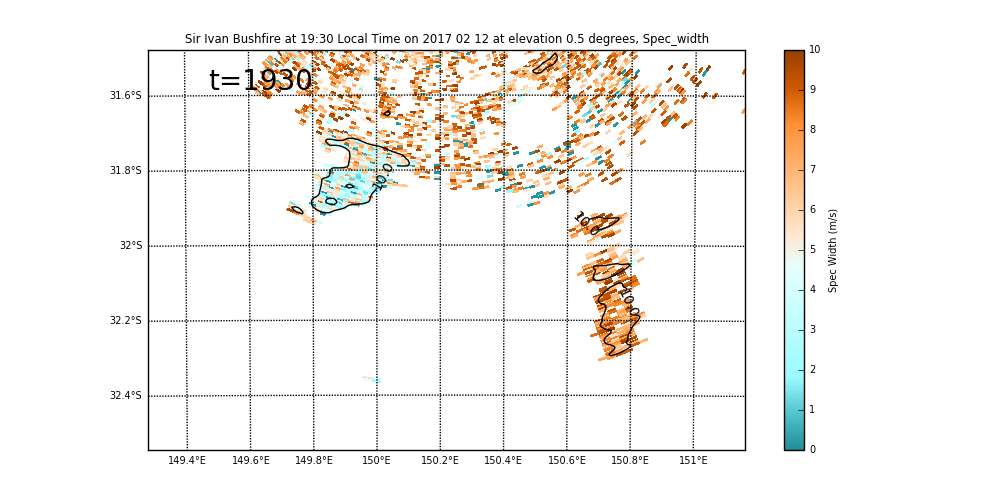 Sir Ivan Bushfire at 19:30 Local Time on 2017 02 12 at elevation 0.5 degrees, Spec_width
t=1930
31.6°S
31.8°S
32°S
32.2°S
32.4°S
149.4°E 149.6°E 149.8°E 150°E 150.2°E 150.4°E 150.6°E 150.8°E 151°E
10
9
8
7
6
5
4
3
2
1
0
Spec Width (m/s)